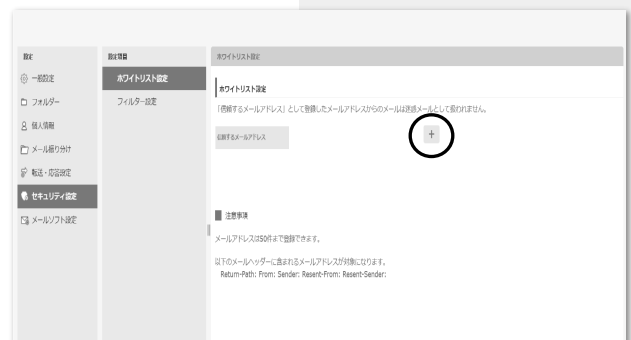 設定
一般設定
フォルダー
個人情報
メール振り分け
転送・応答設定
セキュリティ設定
メールソフト設定
設定項目
ホワイトリスト設定
フィルター設定
ホワイトリスト設定
ホワイトリスト設定
「信頼するメールアドレス」として登録したメールアドレスからのメールは迷惑メールとして扱われません。
信頼するメールアドレス
+
注意事項
メールアドレスは50件まで登録できます。
以下のメールヘッダーに含まれるメールアドレスが対象になります。
Return-Path: From: Sender: Resent-From: Resent-Sender: